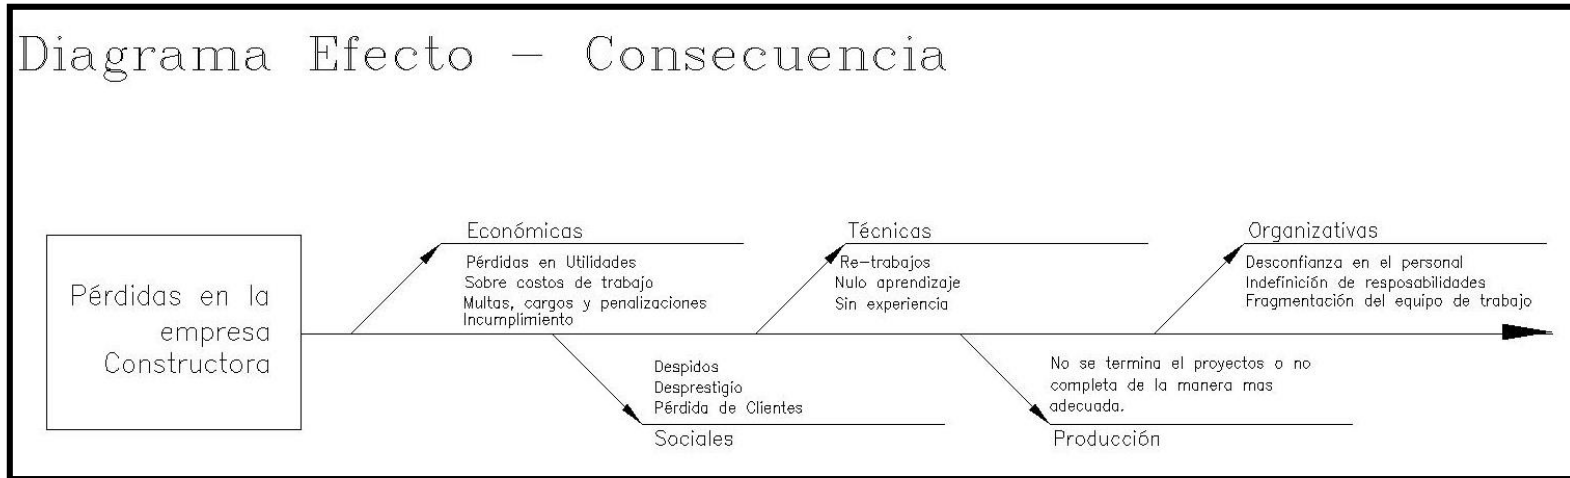 Diagrama Efecto - Consecuencia
Pérdidas en la
empresa
Constructora
Económicas
Pérdidas en Utilidades
Sobre costos de trabajo
Multas, cargos y penalizaciones
Incumplimiento
Técnicas
Re-trabajos
Nulo aprendizaje
Sin experiencia
Organizativas
Desconfianza en el personal
Indefinición de resposabilidades
Fragmentación del equipo de trabajo
Despidos
Desprestigio
Pérdida de Clientes
Sociales
No se termina el proyectos o no
completa de la manera mas
adecuada.
Producción